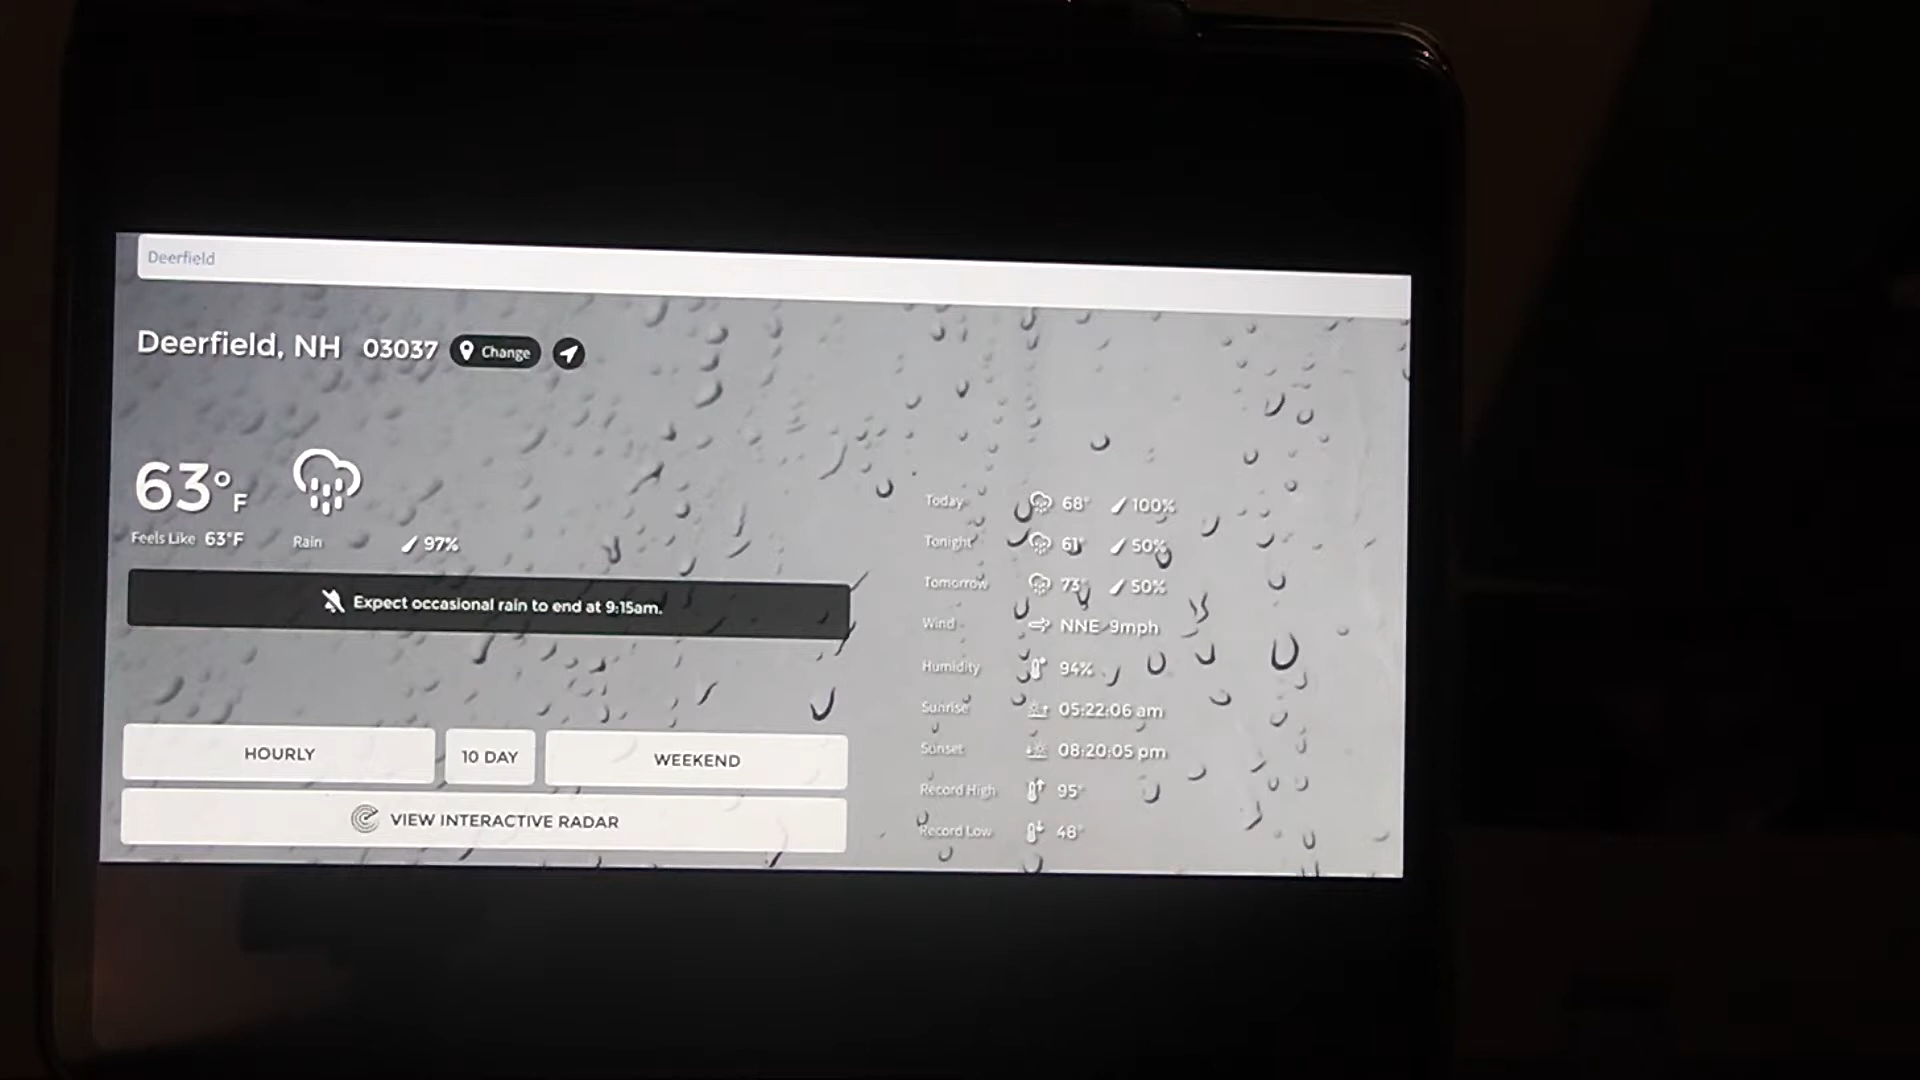 Deerfield
Deerfield, NH 03037 Change
63°F
Feels Like 63°F Rain 97%
Expect occasional rain to end at 9:15am.
HOURLY 10 DAY WEEKEND
VIEW INTERACTIVE RADAR
Today 68° 100%
Tonight 61° 50%
Tomorrow 73° 50%
Wind NNE 9mph
Humidity 94%
Sunrise 05:22:06 am
Sunset 08:20:05 pm
Record High 95°
Record Low 48°